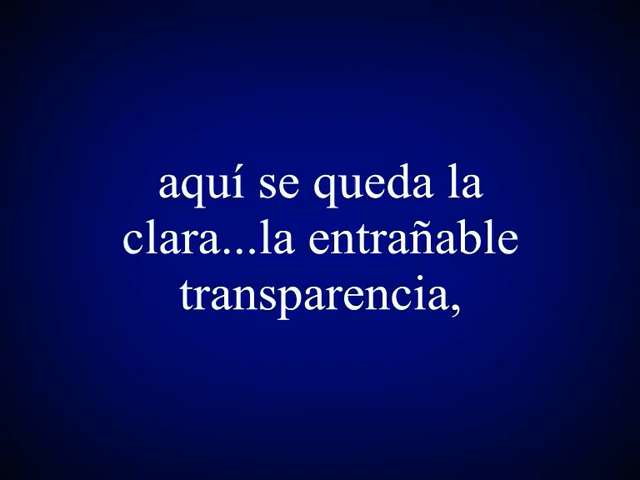 aquí se queda la
clara...la entrañable
transparencia,